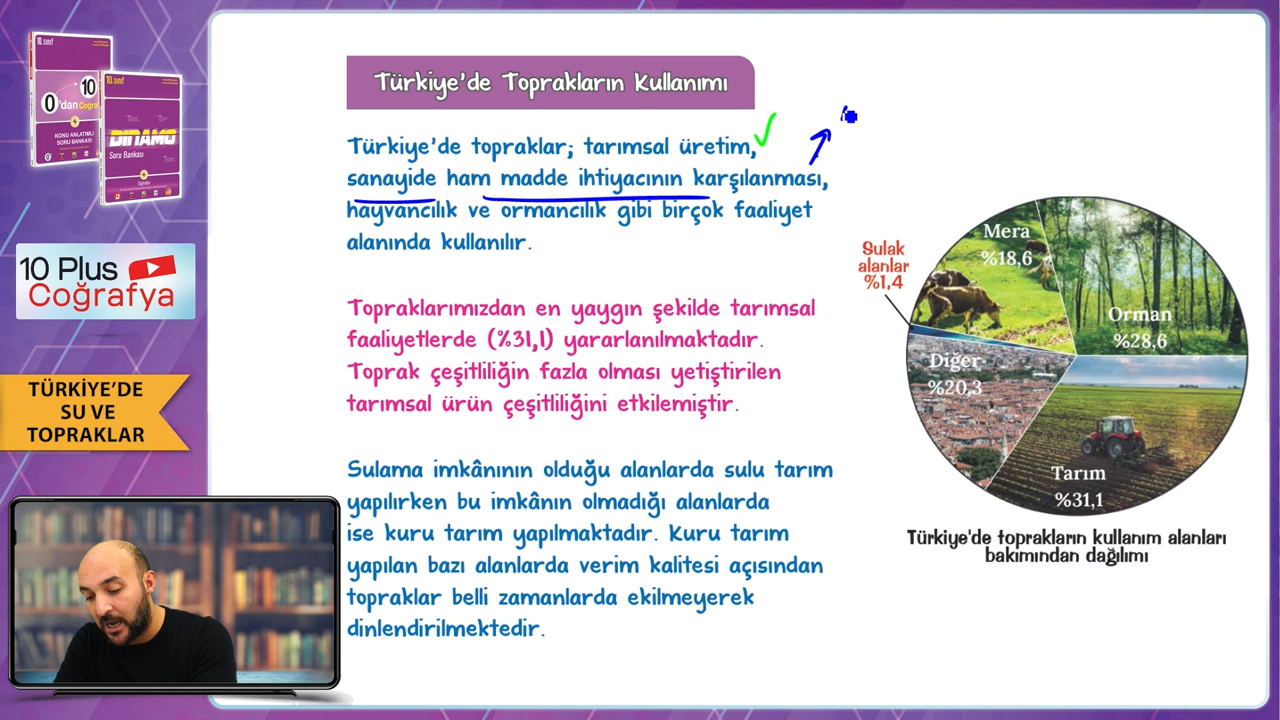 10. sınıf
0'dan
KONU ANLATIMLI
SORU BANKASI
10. sınıf
DINAMO
Soru Bankası
Coğrafya
10 Plus
Coğrafya
TÜRKİYE'DE
SU VE
TOPRAKLAR
Türkiye'de Toprakların Kullanımı
Türkiye'de topraklar; tarımsal üretim,
sanayide ham madde ihtiyacının karşılanması,
hayvancılık ve ormancılık gibi birçok faaliyet
alanında kullanılır.
Topraklarımızdan en yaygın şekilde tarımsal
faaliyetlerde (%31,1) yararlanılmaktadır.
Toprak çeşitliliğin fazla olması yetiştirilen
tarımsal ürün çeşitliliğini etkilemiştir.
Sulama imkânının olduğu alanlarda sulu tarım
yapılırken bu imkânın olmadığı alanlarda
ise kuru tarım yapılmaktadır. Kuru tarım
yapılan bazı alanlarda verim kalitesi açısından
topraklar belli zamanlarda ekilmeyerek
dinlendirilmektedir.
Sulak
alanlar
%1,4
Mera
%18,6
Orman
%28,6
Diğer
%20,3
Tarım
%31,1
Türkiye'de toprakların kullanım alanları
bakımından dağılımı